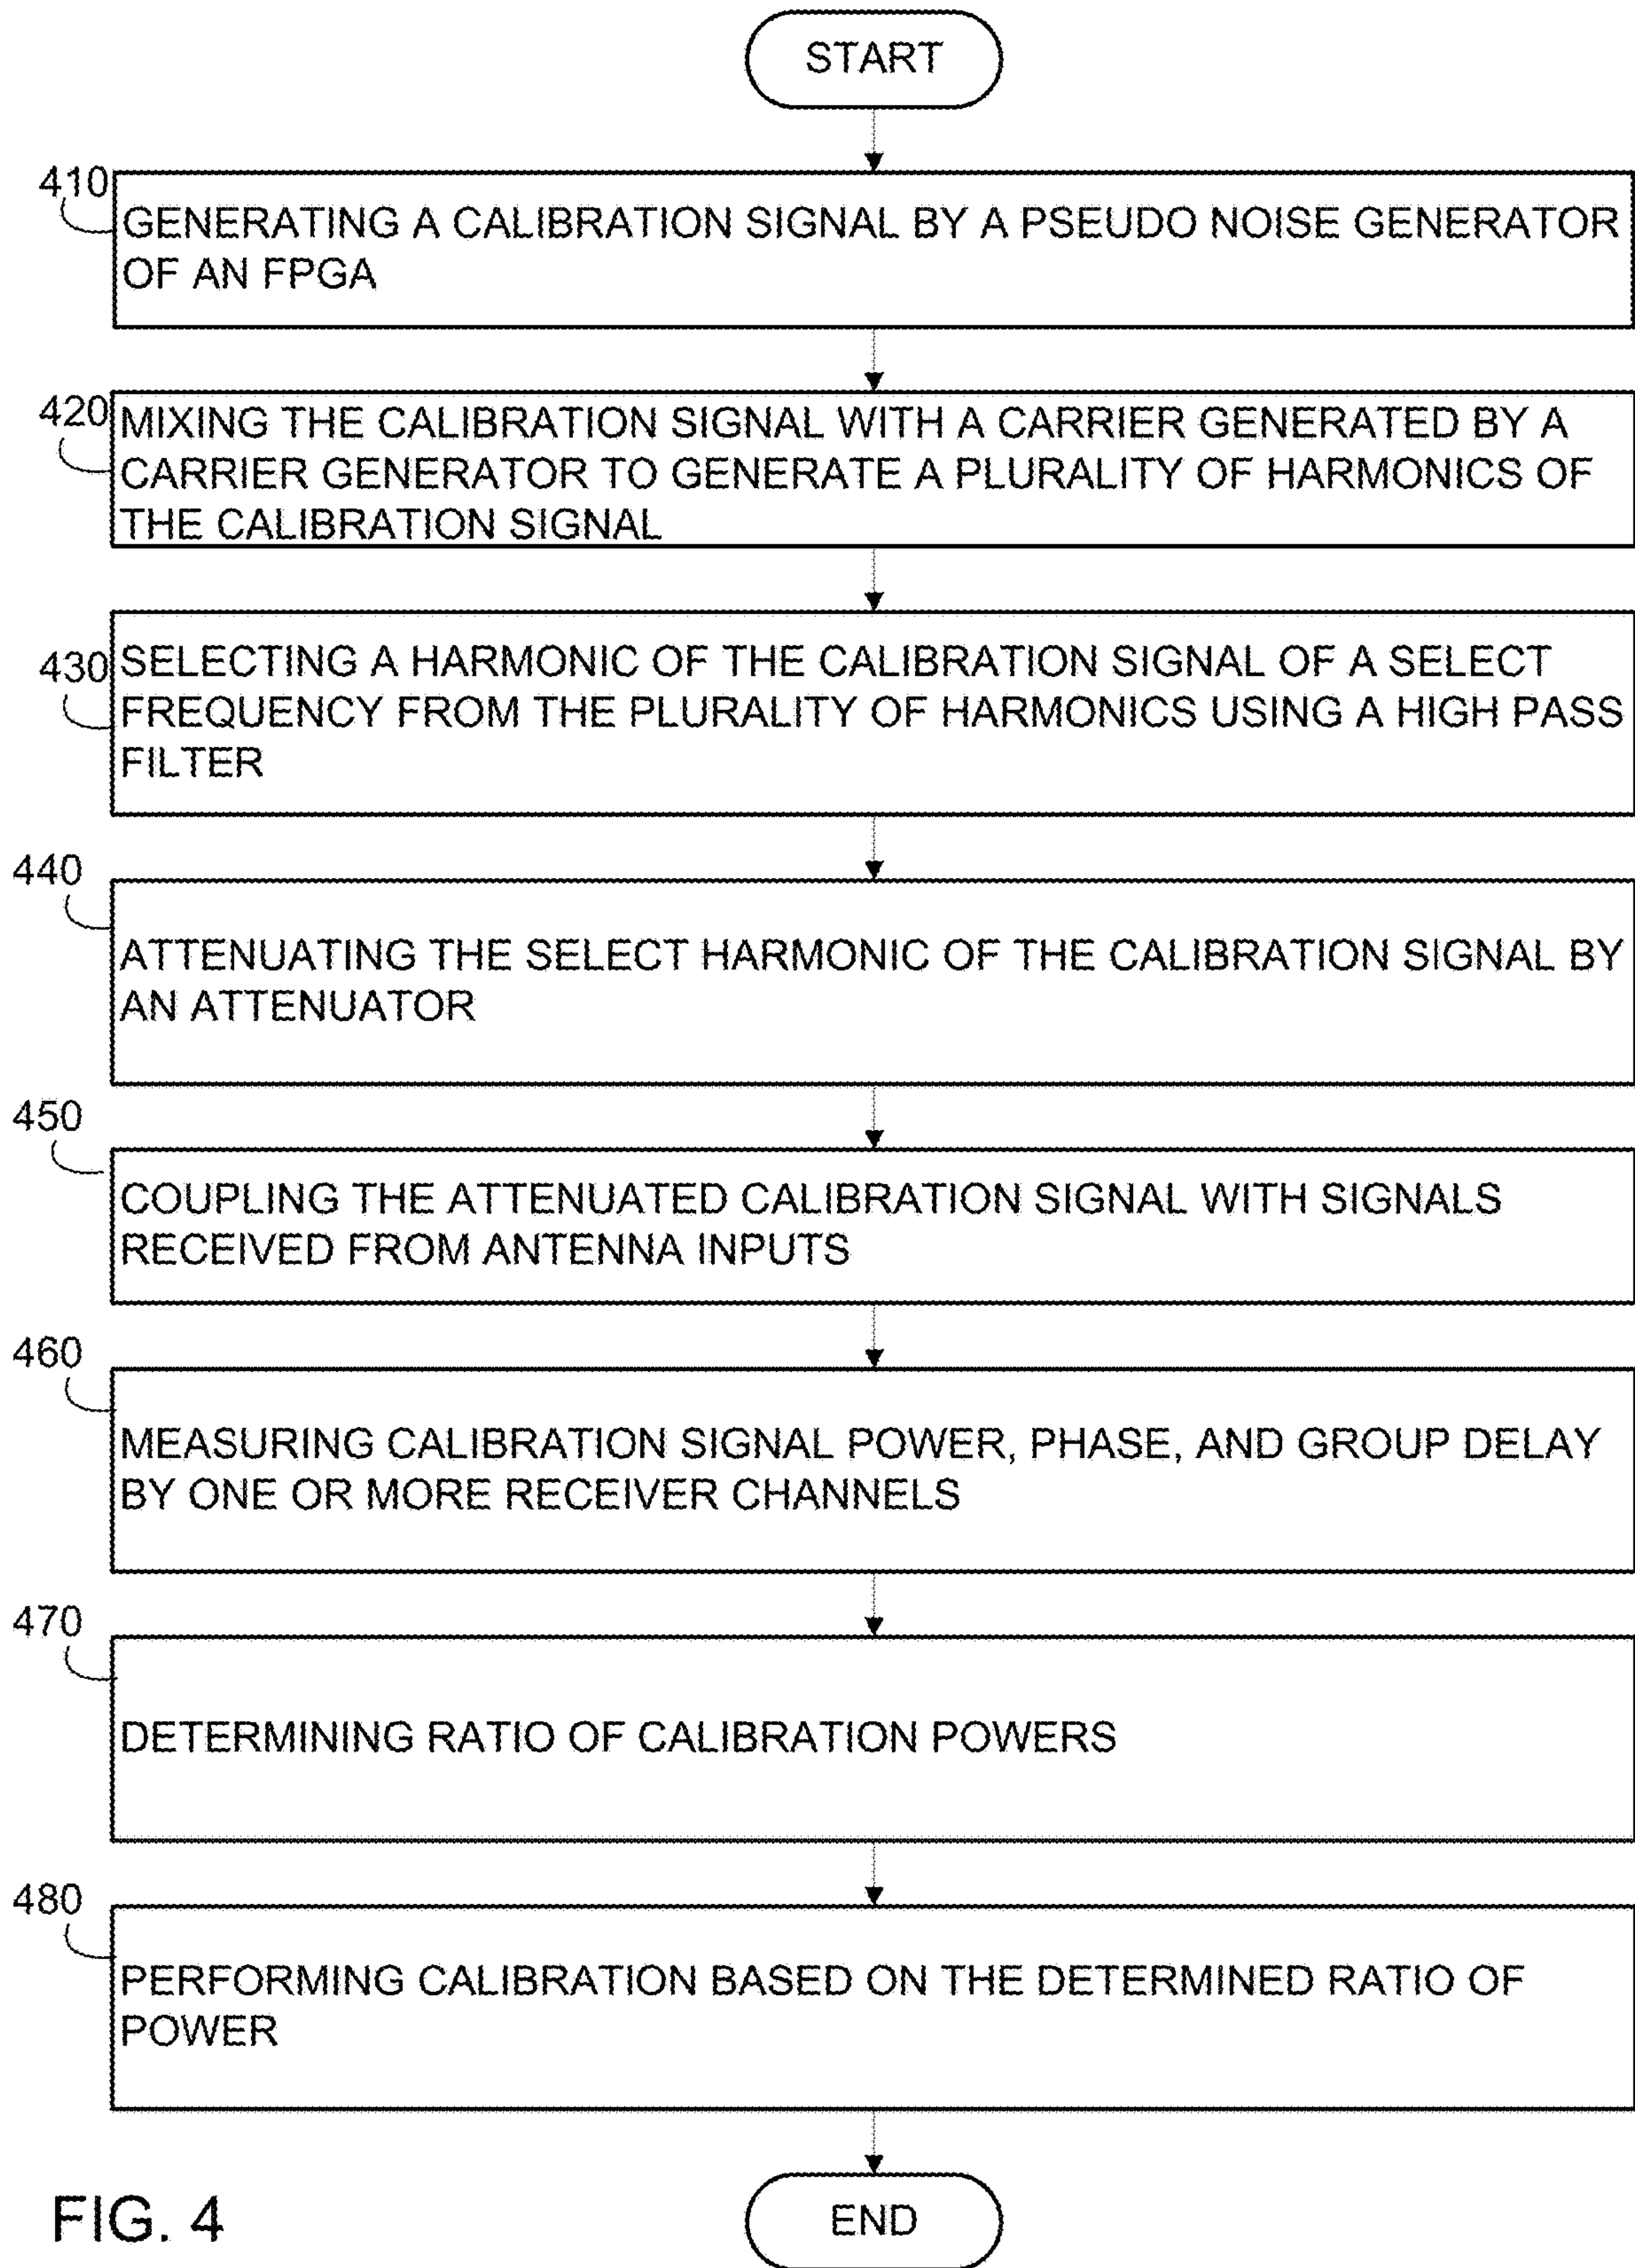 START
410
GENERATING A CALIBRATION SIGNAL BY A PSEUDO NOISE GENERATOR
OF AN FPGA
420
MIXING THE CALIBRATION SIGNAL WITH A CARRIER GENERATED BY A
CARRIER GENERATOR TO GENERATE A PLURALITY OF HARMONICS OF
THE CALIBRATION SIGNAL
430
SELECTING A HARMONIC OF THE CALIBRATION SIGNAL OF A SELECT
FREQUENCY FROM THE PLURALITY OF HARMONICS USING A HIGH PASS
FILTER
440
ATTENUATING THE SELECT HARMONIC OF THE CALIBRATION SIGNAL BY
AN ATTENUATOR
450
COUPLING THE ATTENUATED CALIBRATION SIGNAL WITH SIGNALS
RECEIVED FROM ANTENNA INPUTS
460
MEASURING CALIBRATION SIGNAL POWER, PHASE, AND GROUP DELAY
BY ONE OR MORE RECEIVER CHANNELS
470
DETERMINING RATIO OF CALIBRATION POWERS
480
PERFORMING CALIBRATION BASED ON THE DETERMINED RATIO OF
POWER
END
FIG. 4